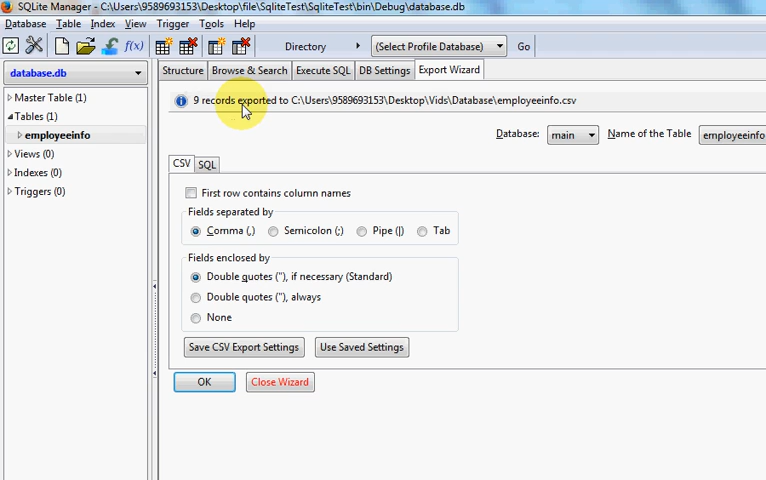 SQLite Manager - C:\Users\9589693153\Desktop\file\SqliteTest\SqliteTest\bin\Debug\database.db
Database Table Index View Trigger Tools Help
f(x) Directory (Select Profile Database) Go
database.db
Structure Browse & Search Execute SQL DB Settings Export Wizard
Master Table (1)
Tables (1)
employeeinfo
Views (0)
Indexes (0)
Triggers (0)
9 records exported to C:\Users\9589693153\Desktop\Vids\Database\employeeinfo.csv
Database: main Name of the Table employeeinfo
CSV SQL
First row contains column names
Fields separated by
Comma (,) Semicolon (;) Pipe (|) Tab
Fields enclosed by
Double quotes ("), if necessary (Standard)
Double quotes ("), always
None
Save CSV Export Settings Use Saved Settings
OK Close Wizard